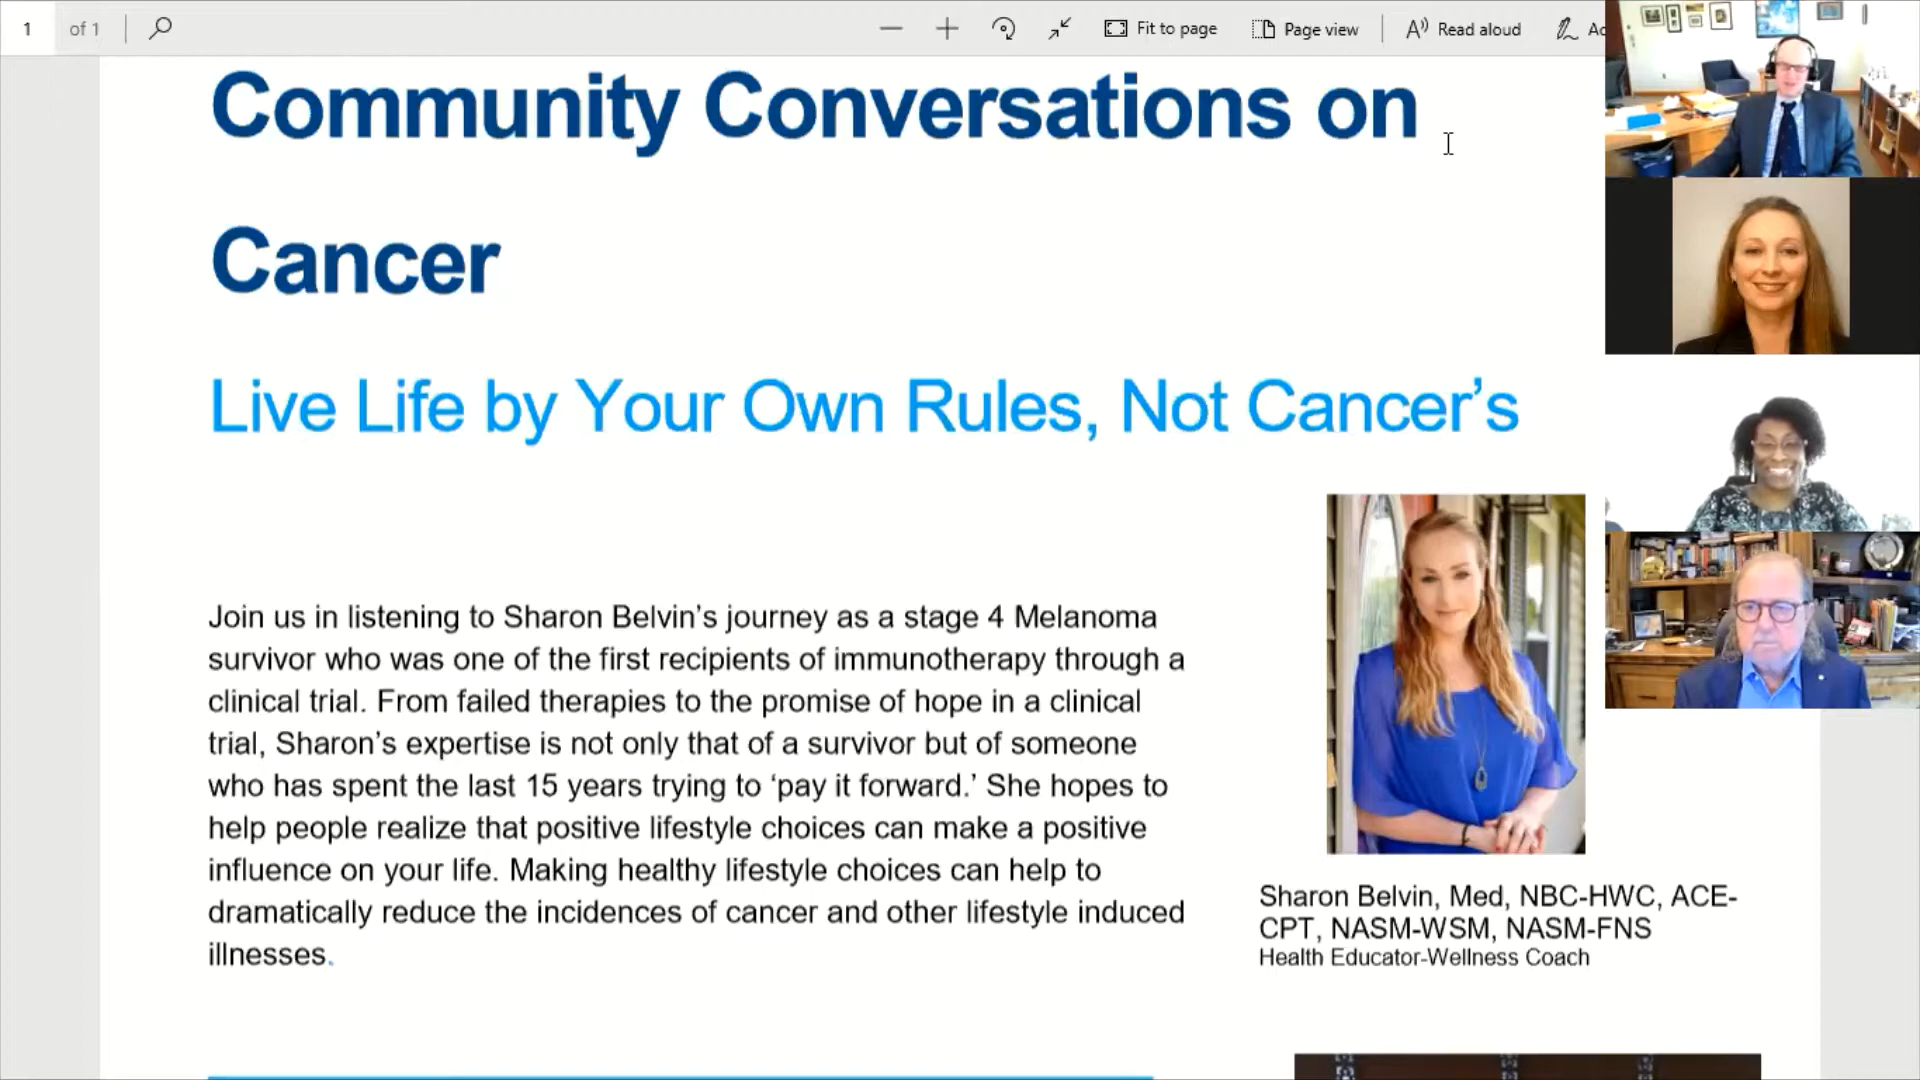 1 of 1
Fit to page
Page view
Read aloud
Community Conversations on
Cancer
Live Life by Your Own Rules, Not Cancer’s
Join us in listening to Sharon Belvin’s journey as a stage 4 Melanoma
survivor who was one of the first recipients of immunotherapy through a
clinical trial. From failed therapies to the promise of hope in a clinical
trial, Sharon’s expertise is not only that of a survivor but of someone
who has spent the last 15 years trying to ‘pay it forward.’ She hopes to
help people realize that positive lifestyle choices can make a positive
influence on your life. Making healthy lifestyle choices can help to
dramatically reduce the incidences of cancer and other lifestyle induced
illnesses.
Sharon Belvin, Med, NBC-HWC, ACE-
CPT, NASM-WSM, NASM-FNS
Health Educator-Wellness Coach